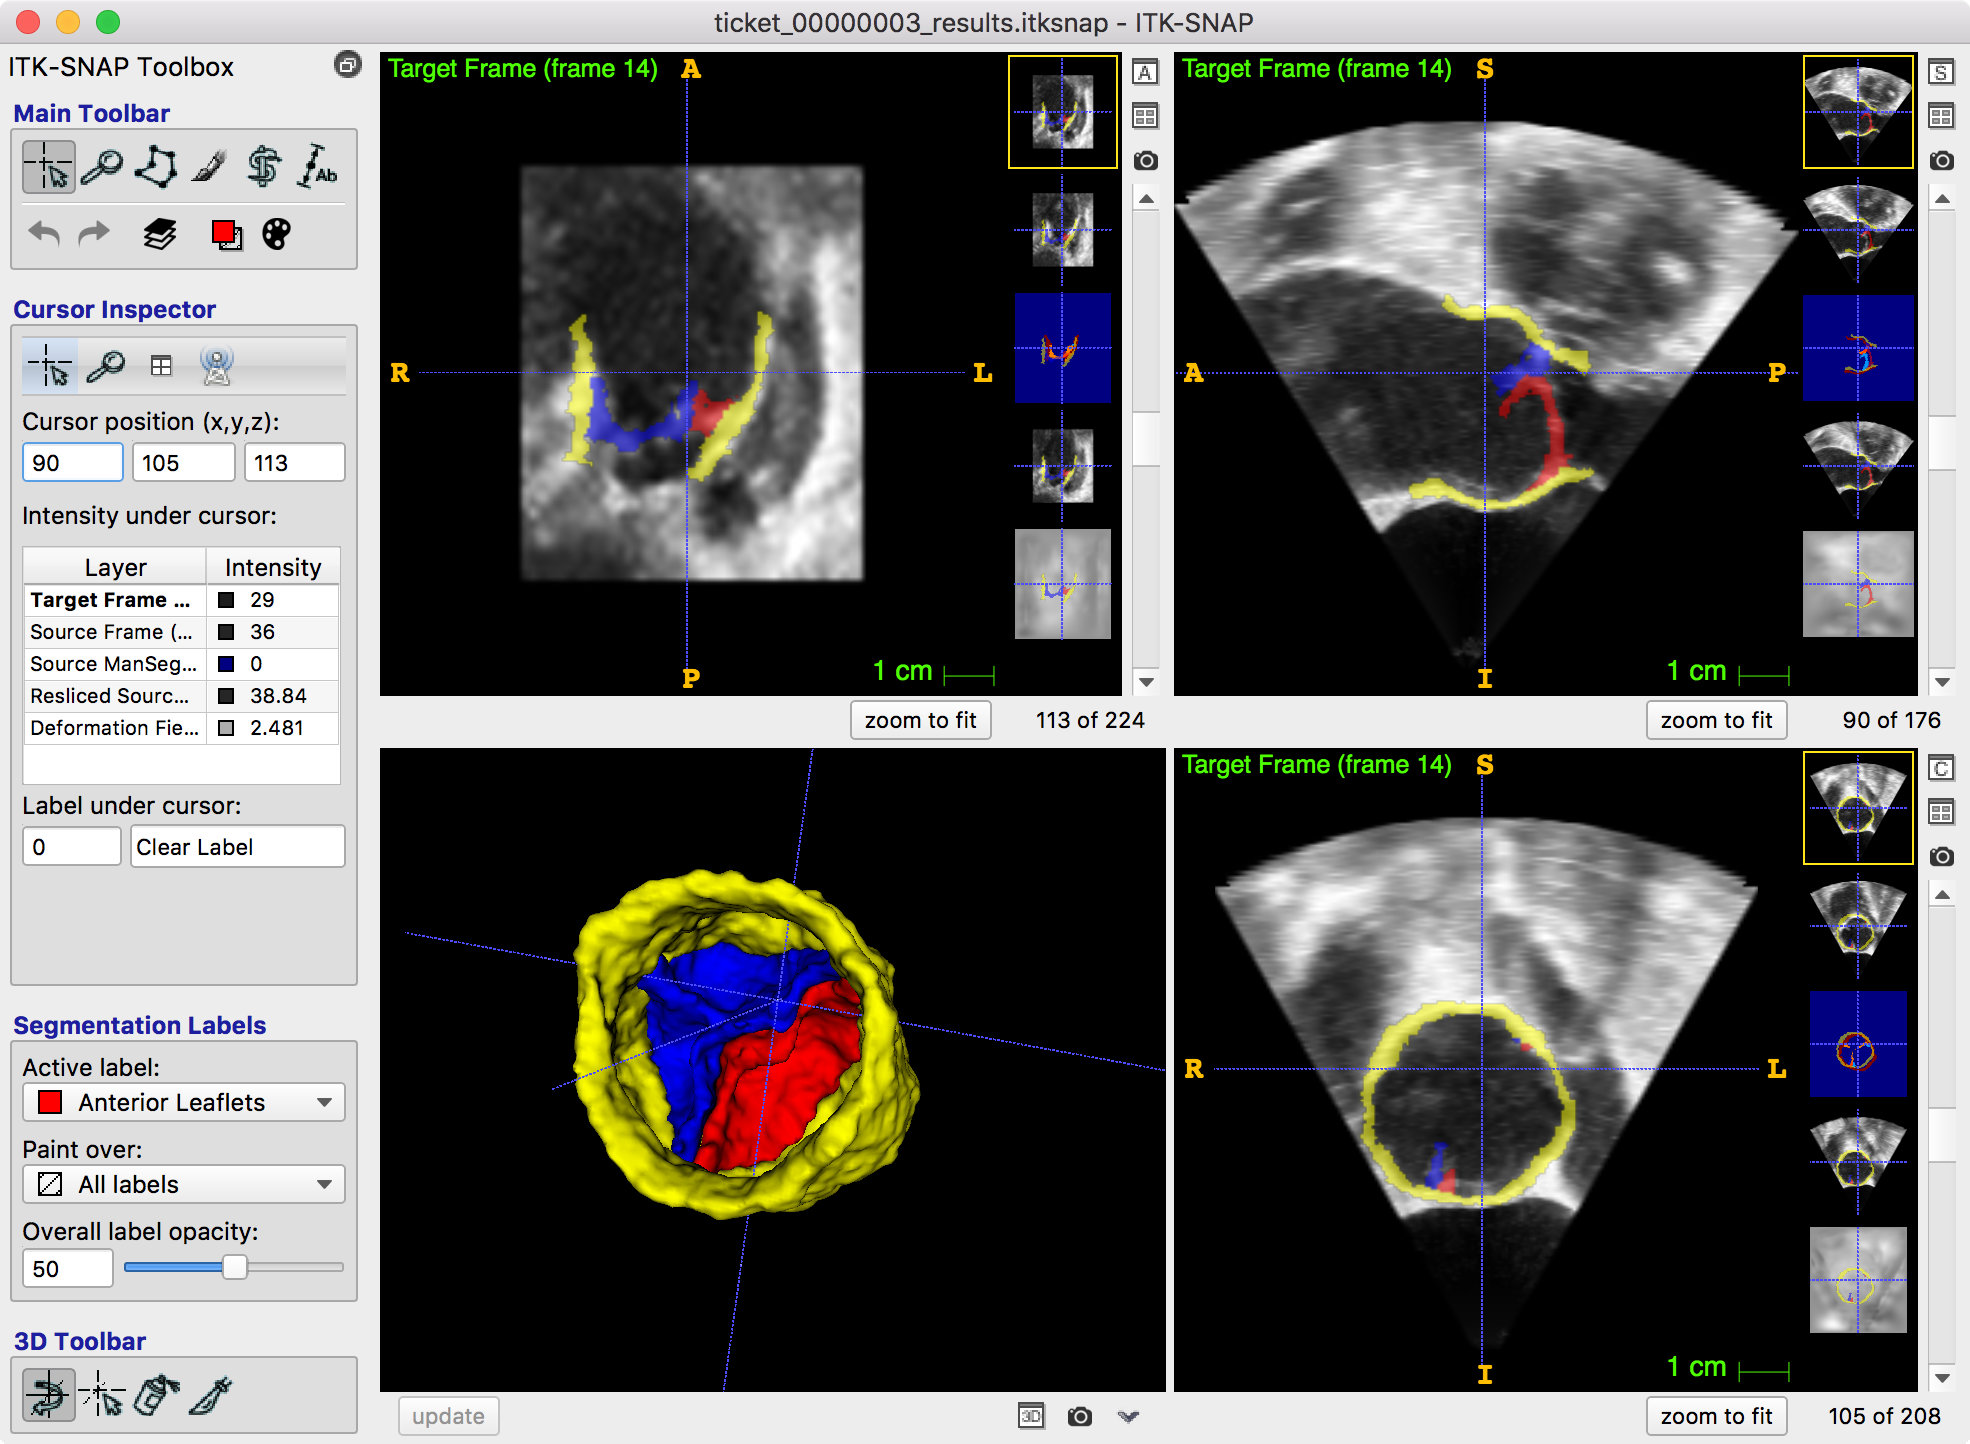 ticket_00000003_results.itksnap - ITK-SNAP
ITK-SNAP Toolbox
Main Toolbar
Ab
Cursor Inspector
Cursor position (x,y,z):
90 105 113
Intensity under cursor:
Layer Intensity
Target Frame ... 29
Source Frame (... 36
Source ManSeg... 0
Resliced Sourc... 38.84
Deformation Fie... 2.481
Label under cursor:
0 Clear Label
Segmentation Labels
Active label:
Anterior Leaflets
Paint over:
All labels
Overall label opacity:
50
3D Toolbar
Target Frame (frame 14)
A
R
L
P
1 cm
A
zoom to fit 113 of 224
Target Frame (frame 14)
S
A
P
I
1 cm
S
zoom to fit 90 of 176
update
3D
Target Frame (frame 14)
S
R
L
I
1 cm
C
zoom to fit 105 of 208